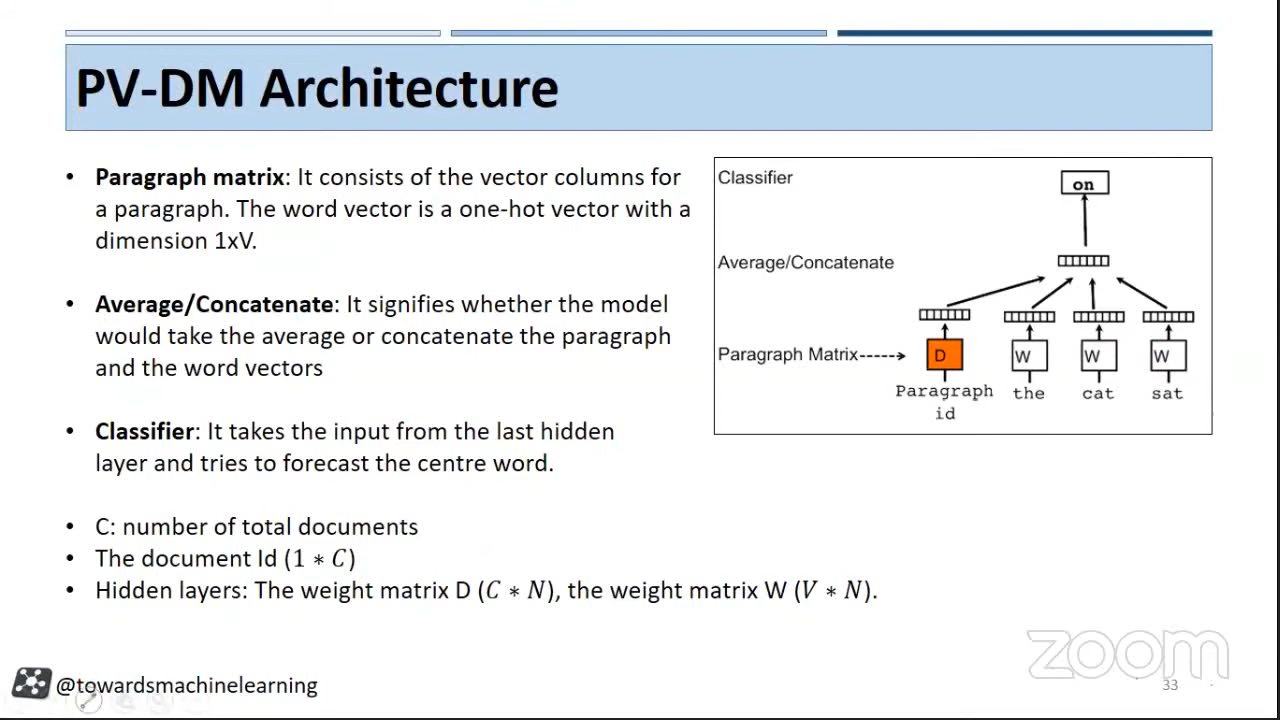 PV-DM Architecture
• Paragraph matrix: It consists of the vector columns for
a paragraph. The word vector is a one-hot vector with a
dimension 1xV.
• Average/Concatenate: It signifies whether the model
would take the average or concatenate the paragraph
and the word vectors
• Classifier: It takes the input from the last hidden
layer and tries to forecast the centre word.
• C: number of total documents
• The document Id (1 ∗ C)
• Hidden layers: The weight matrix D (C ∗ N), the weight matrix W (V ∗ N).
Classifier
on
Average/Concatenate
Paragraph Matrix
D
W
W
W
Paragraph
id
the
cat
sat
zoom
@towardsmachinelearning
33